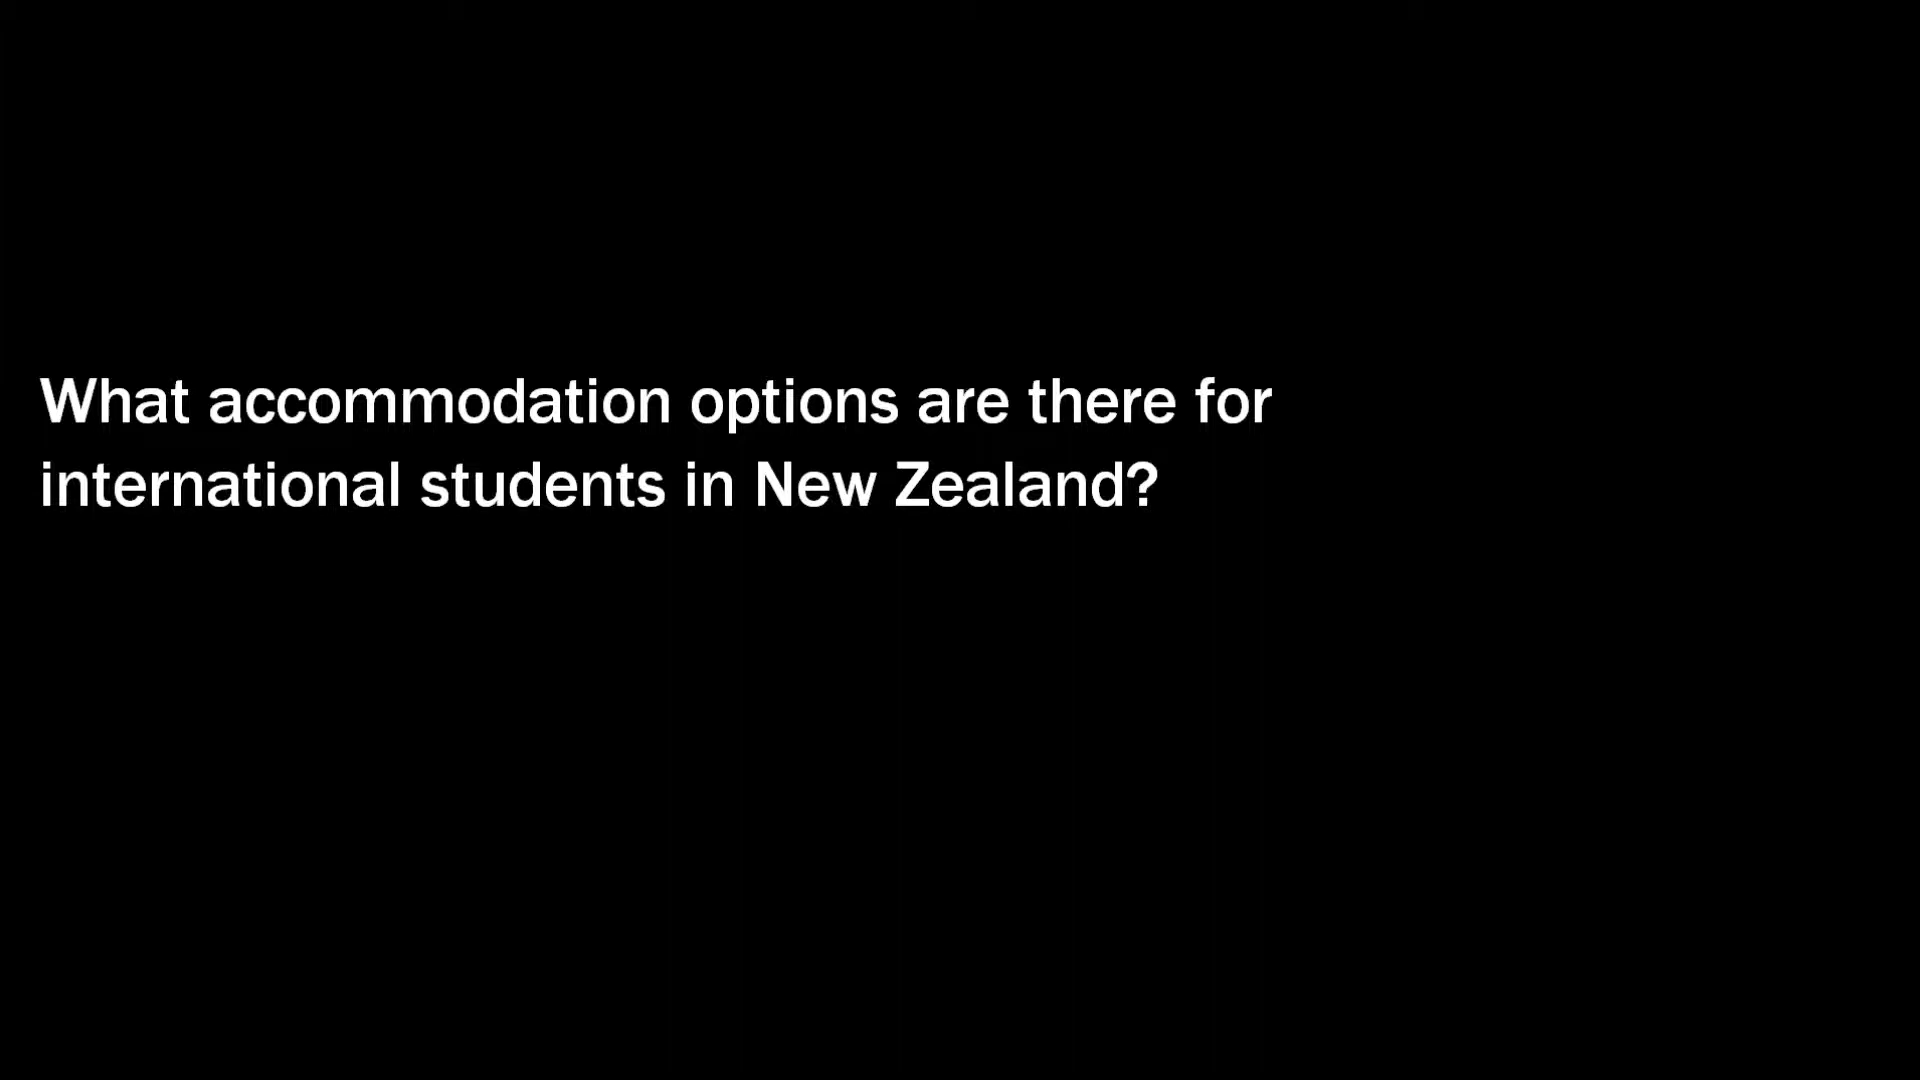 What accommodation options are there for
international students in New Zealand?